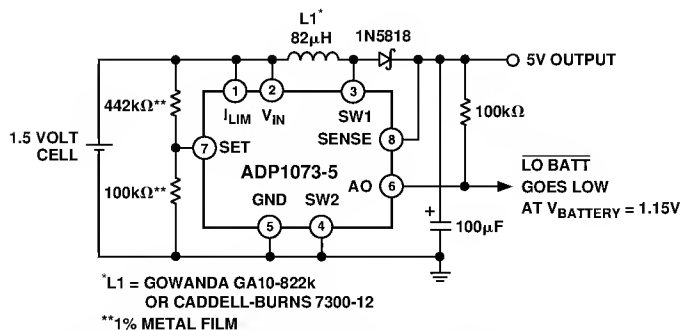 L1*
82μH
1N5818
5V OUTPUT
442kΩ**
1
2
3
ILIM
VIN
SW1
100kΩ
1.5 VOLT
CELL
7
SET
SENSE
8
ADP1073-5
100kΩ**
GND
SW2
AO
6
LO BATT
GOES LOW
AT VBATTERY = 1.15V
5
4
+
100μF
*L1 = GOWANDA GA10-822k
OR CADDELL-BURNS 7300-12
**1% METAL FILM